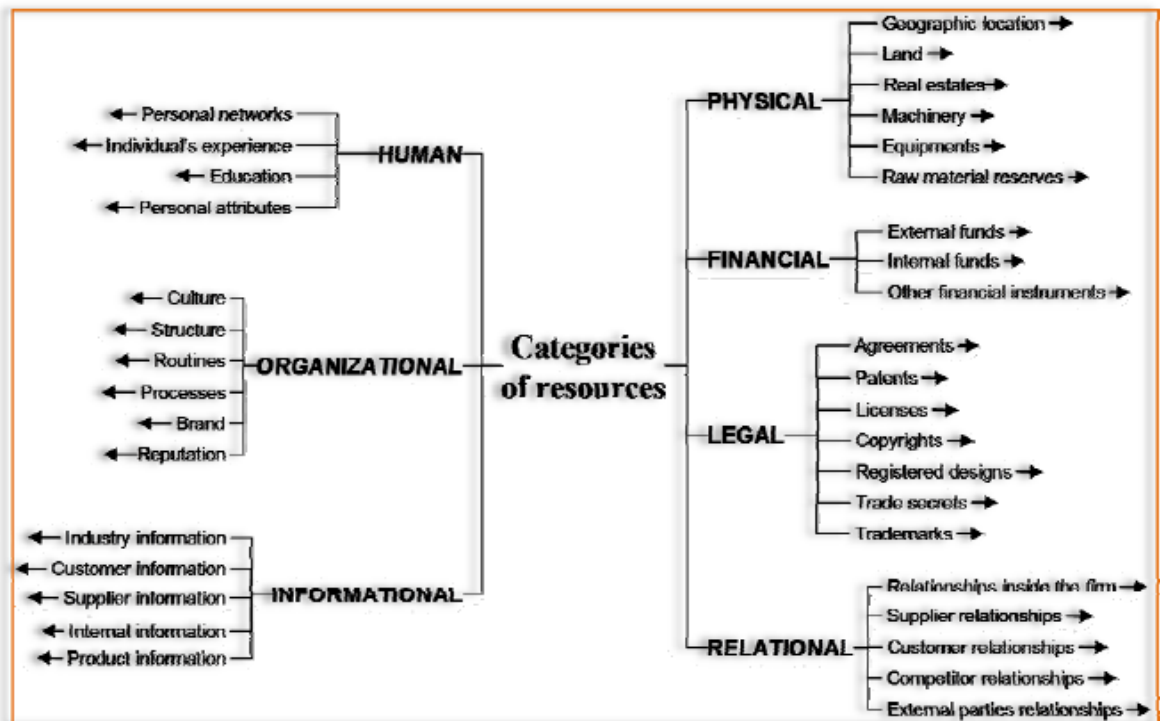 Categories
of resources
HUMAN
Personal networks
Individual's experience
Education
Personal attributes
ORGANIZATIONAL
Culture
Structure
Routines
Processes
Brand
Reputation
INFORMATIONAL
Industry information
Customer information
Supplier information
Internal information
Product information
PHYSICAL
Geographic location
Land
Real estates
Machinery
Equipments
Raw material reserves
FINANCIAL
External funds
Internal funds
Other financial instruments
LEGAL
Agreements
Patents
Licenses
Copyrights
Registered designs
Trade secrets
Trademarks
RELATIONAL
Relationships inside the firm
Supplier relationships
Customer relationships
Competitor relationships
External parties relationships